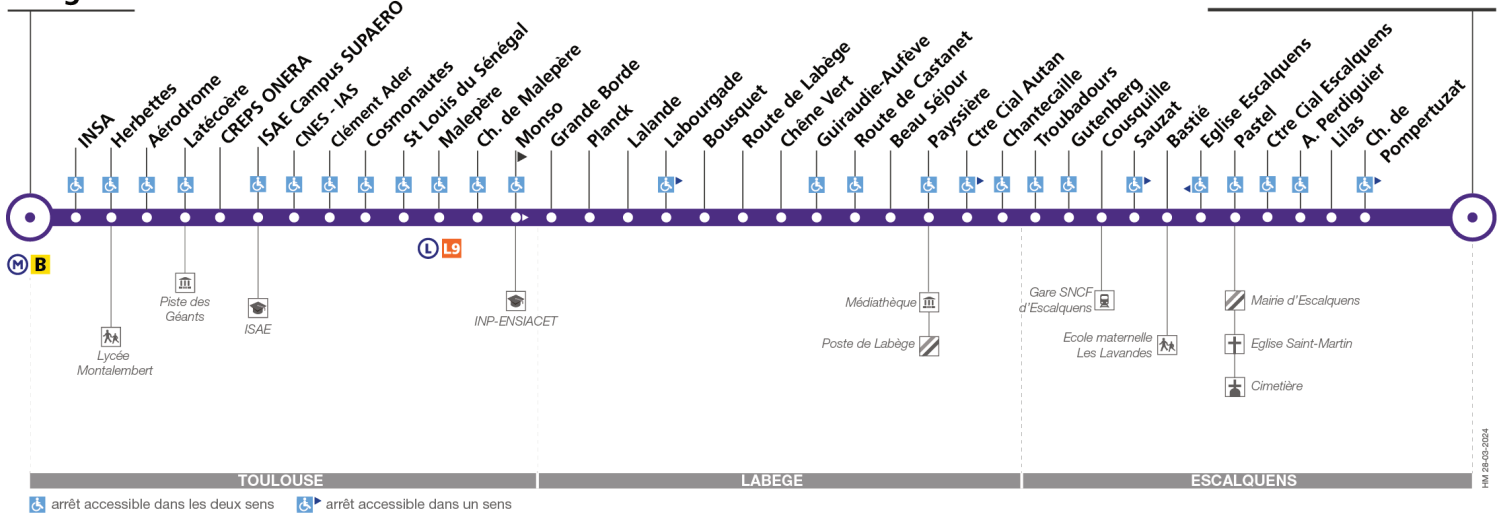 INSA
Herbettes
Aérodrome
Latécoère
CREPS ONERA
ISAE Campus SUPAERO
CNES - IAS
Clément Ader
Cosmonautes
St Louis du Sénégal
Malepère
Ch. de Malepère
Monso
Grande Borde
Planck
Lalande
Labourgade
Bousquet
Route de Labège
Chêne Vert
Guiraudie-Aufève
Route de Castanet
Beau Séjour
Payssière
Ctre Cial Autan
Chantecaille
Troubadours
Gutenberg
Cousquille
Sauzat
Bastié
Eglise Escalquens
Pastel
Ctre Cial Escalquens
A. Perdiguier
Lilas
Ch. de
Pompertuzat
M B
L L9
Piste des
Géants
Lycée
Montalembert
ISAE
INP-ENSIACET
Médiathèque
Poste de Labège
Gare SNCF
d'Escalquens
Ecole maternelle
Les Lavandes
Mairie d'Escalquens
Eglise Saint-Martin
Cimetière
TOULOUSE
LABEGE
ESCALQUENS
HM 28-03-2024
arrêt accessible dans les deux sens
arrêt accessible dans un sens